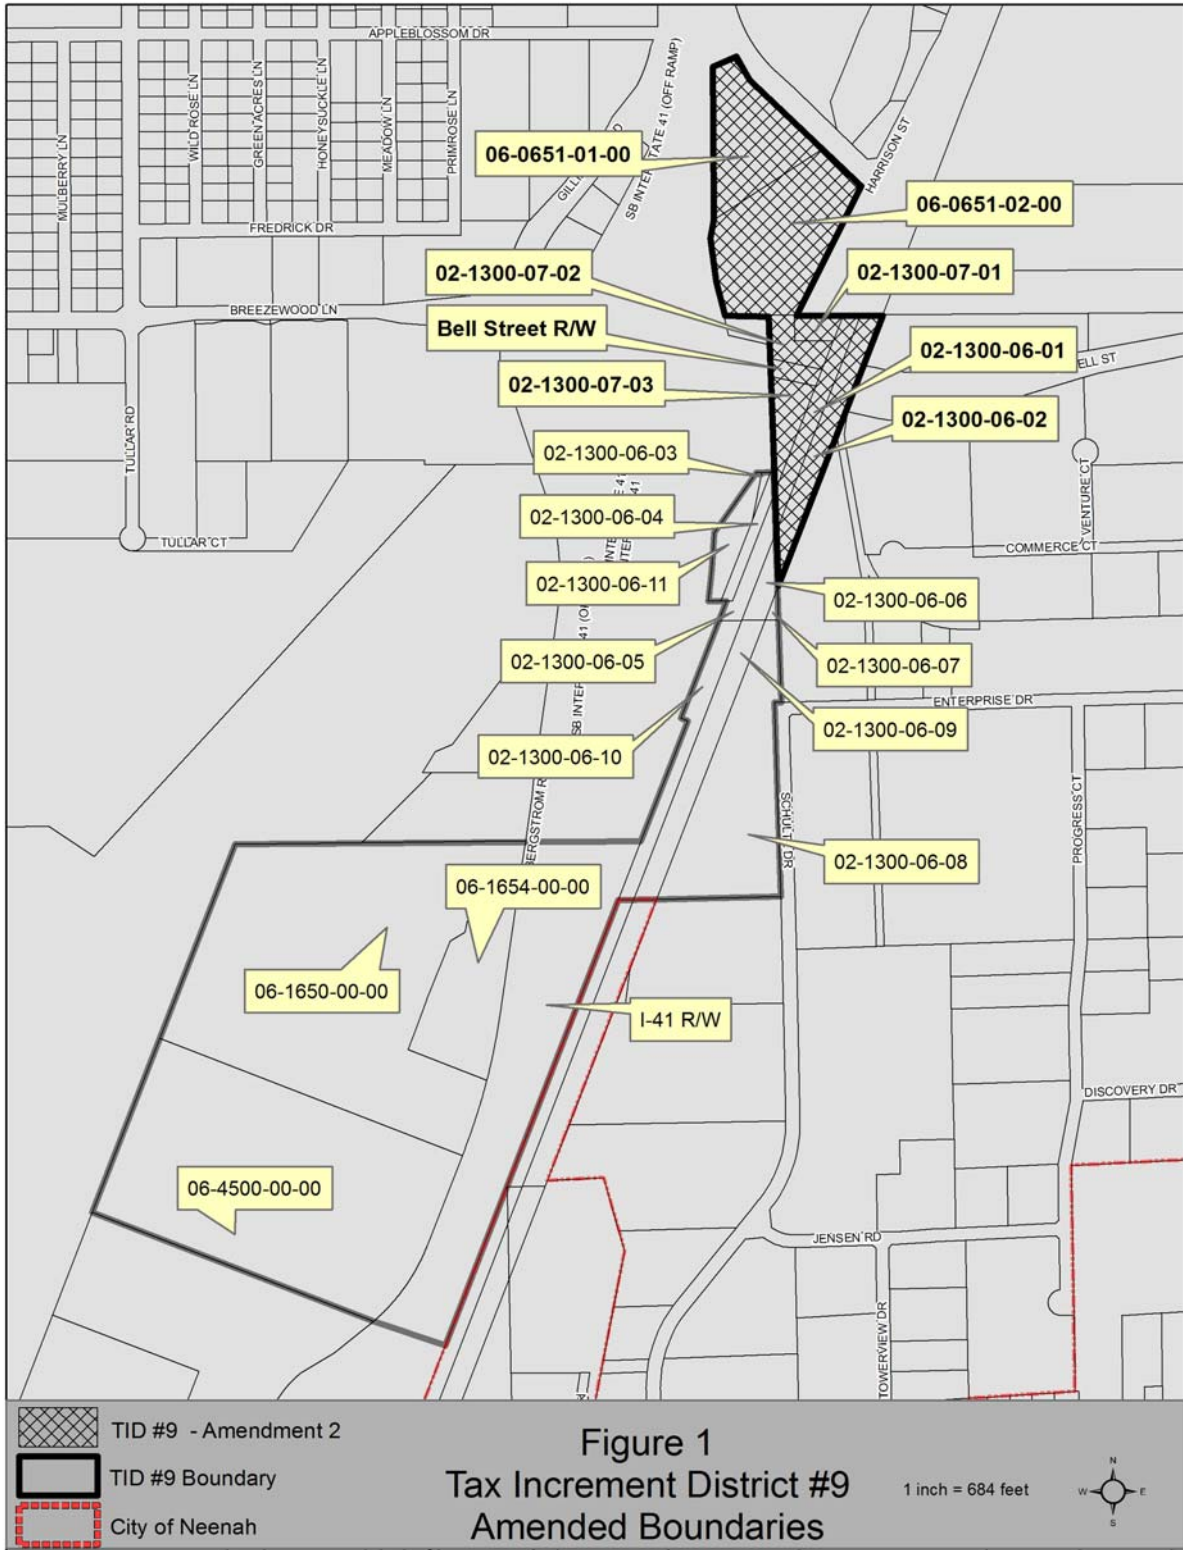 APPLEBLOSSOM DR
MULBERRY LN
WILD ROSE LN
GREEN ACRES LN
HONEYSUCKLE LN
MEADOW LN
PRIMROSE LN
SB INTERSTATE 41 (OFF RAMP)
HARRISON ST
06-0651-01-00
06-0651-02-00
FREDRICK DR
02-1300-07-02
02-1300-07-01
BREEZEWOOD LN
Bell Street R/W
02-1300-06-01
ELL ST
02-1300-07-03
02-1300-06-02
TULLAR RD
02-1300-06-03
VENTURE CT
02-1300-06-04
TULLAR CT
COMMERCE CT
02-1300-06-11
02-1300-06-06
02-1300-06-05
02-1300-06-07
ENTERPRISE DR
02-1300-06-09
02-1300-06-10
SB INTER
41 (O
BERGSTROM R
SCHULTZ DR
PROGRESS CT
02-1300-06-08
06-1654-00-00
06-1650-00-00
I-41 R/W
DISCOVERY DR
06-4500-00-00
JENSEN RD
TOWERVIEW DR
TID #9 - Amendment 2
TID #9 Boundary
City of Neenah
Figure 1
Tax Increment District #9
Amended Boundaries
1 inch = 684 feet
N
W E
S